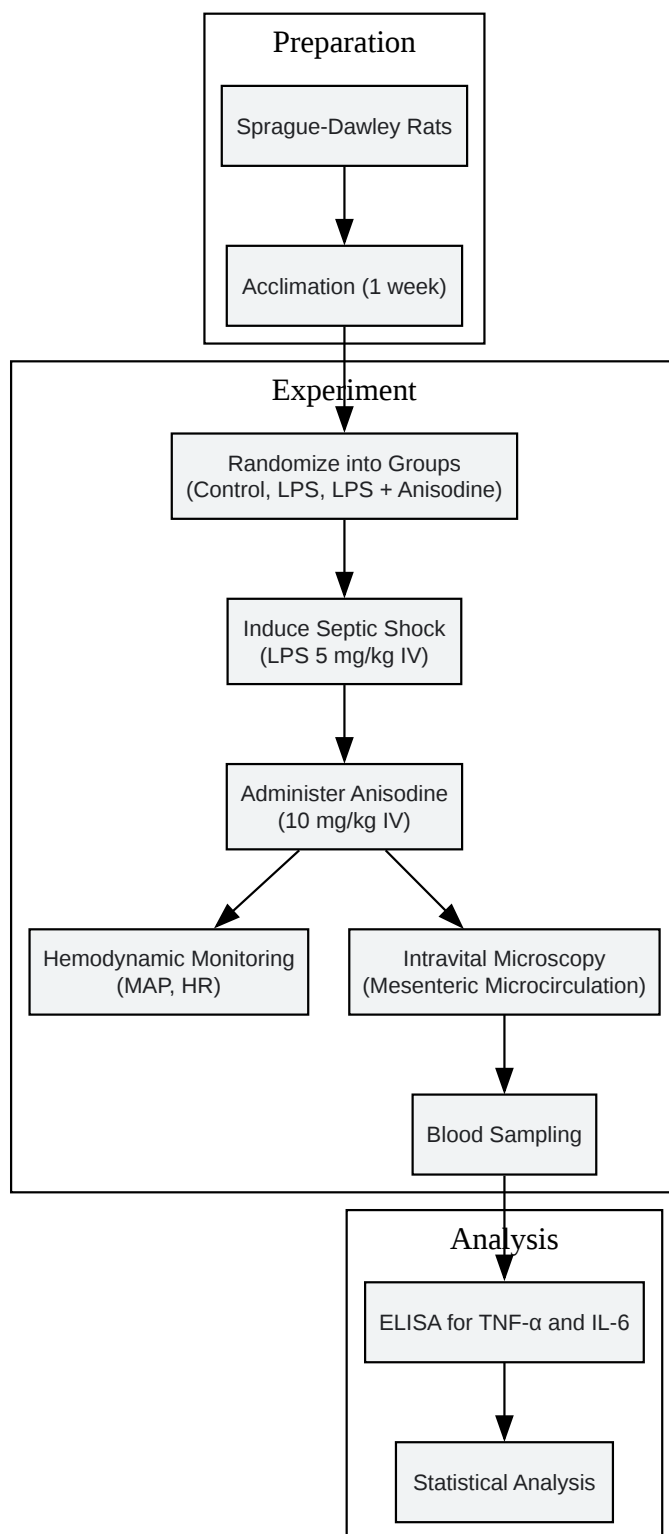 Preparation
Sprague-Dawley Rats
Acclimation (1 week)
Experiment
Randomize into Groups
(Control, LPS, LPS + Anisodine)
Induce Septic Shock
(LPS 5 mg/kg IV)
Administer Anisodine
(10 mg/kg IV)
Hemodynamic Monitoring
(MAP, HR)
Intravital Microscopy
(Mesenteric Microcirculation)
Blood Sampling
Analysis
ELISA for TNF-α and IL-6
Statistical Analysis